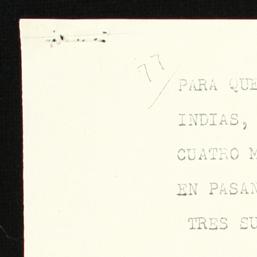 77
PARA QUE
INDIAS,
CUATRO M
EN PASAN
TRES SU